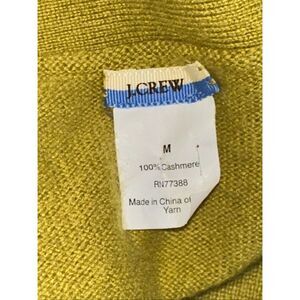 J.CREW
M
100% Cashmere
RN77388
Made in China of
Yarn